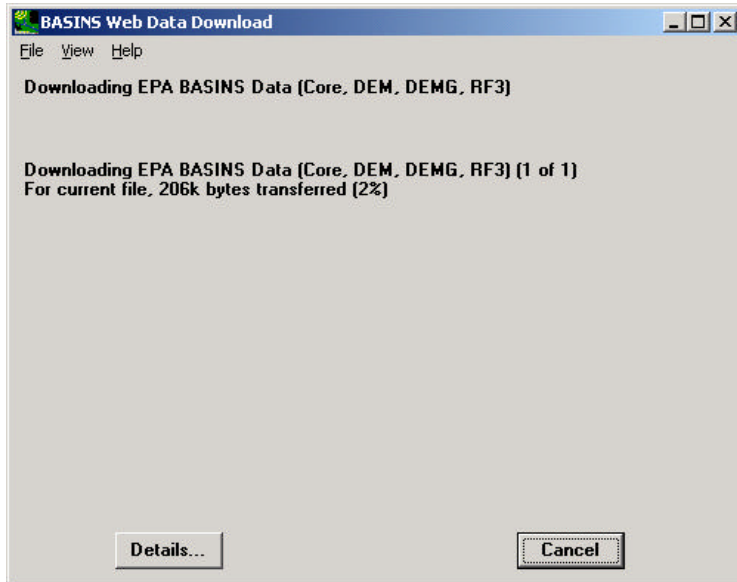 BASINS Web Data Download
File View Help
Downloading EPA BASINS Data (Core, DEM, DEMG, RF3)
Downloading EPA BASINS Data (Core, DEM, DEMG, RF3) (1 of 1)
For current file, 206k bytes transferred (2%)
Details... Cancel